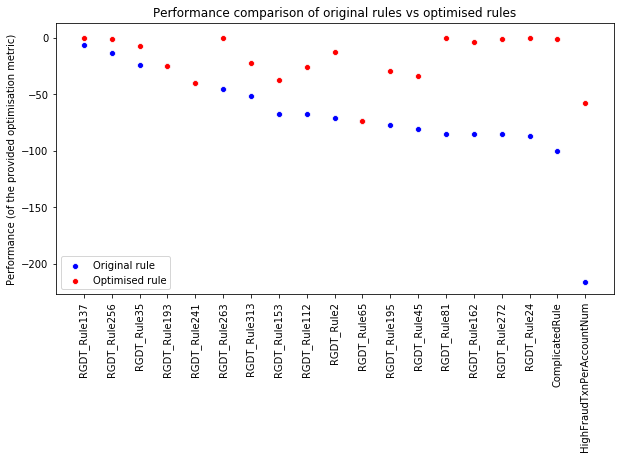 Performance comparison of original rules vs optimised rules
Performance (of the provided optimisation metric)
0
−50
−100
−150
−200
Original rule
Optimised rule
RGDT_Rule137
RGDT_Rule256
RGDT_Rule35
RGDT_Rule193
RGDT_Rule241
RGDT_Rule263
RGDT_Rule313
RGDT_Rule153
RGDT_Rule112
RGDT_Rule2
RGDT_Rule65
RGDT_Rule195
RGDT_Rule45
RGDT_Rule81
RGDT_Rule162
RGDT_Rule272
RGDT_Rule24
ComplicatedRule
HighFraudTxnPerAccountNum